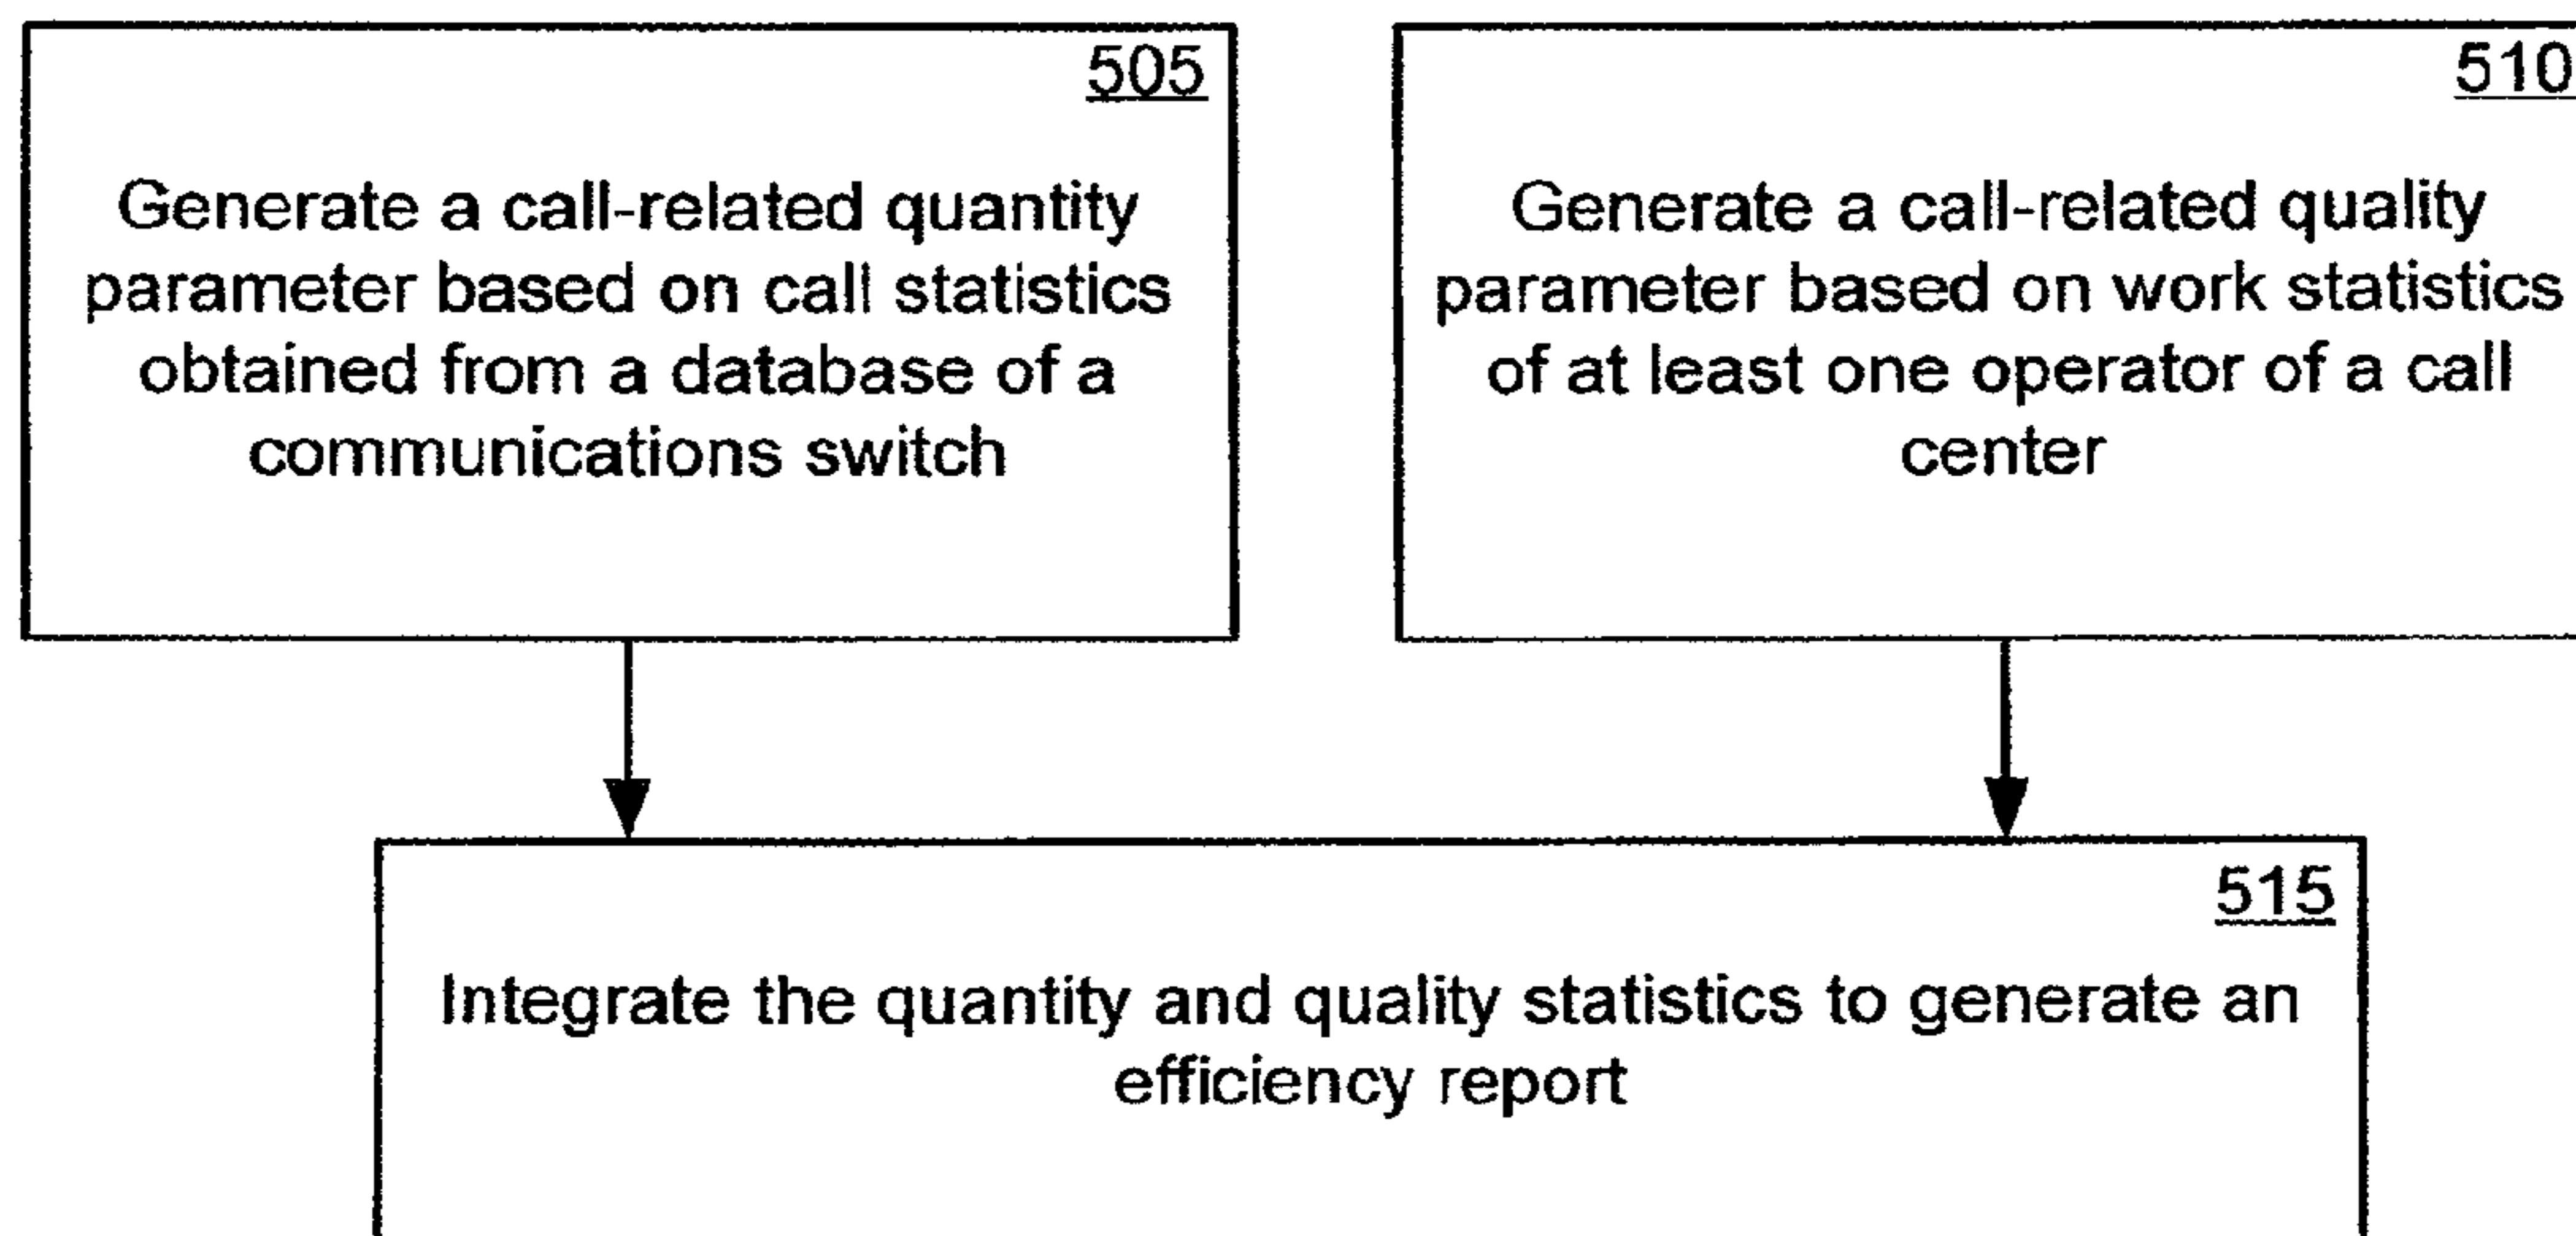 505
Generate a call-related quantity
parameter based on call statistics
obtained from a database of a
communications switch
510
Generate a call-related quality
parameter based on work statistics
of at least one operator of a call
center
515
Integrate the quantity and quality statistics to generate an
efficiency report